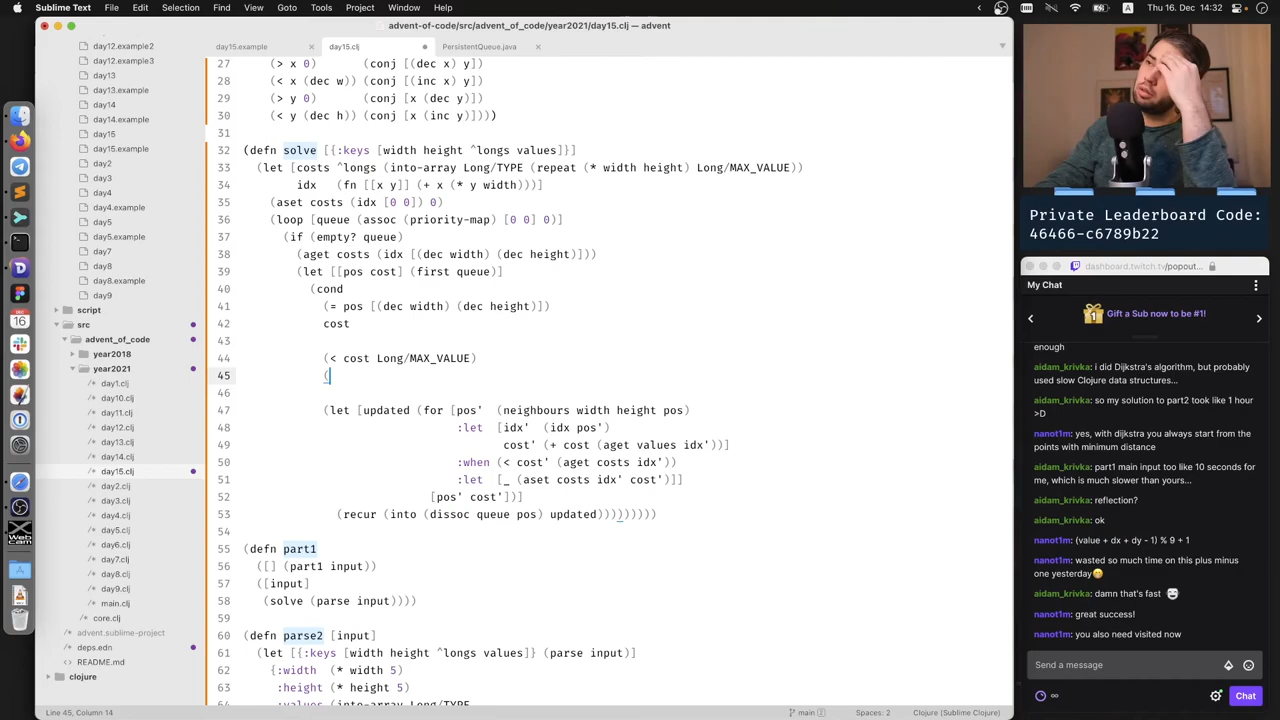 Sublime Text File Edit Selection Find View Goto Tools Project Window Help
A Thu 16. Dec 14:32
advent-of-code/src/advent_of_code/year2021/day15.clj — advent
day15.example
day15.clj
PersistentQueue.java
day12.example2
day12.example3
day13
day13.example
day14
day14.example
day15
day15.example
day2
day3
day4
day4.example
day5
day5.example
day7
day8
day8.example
day9
script
src
advent_of_code
year2018
year2021
day1.clj
day10.clj
day11.clj
day12.clj
day13.clj
day14.clj
day15.clj
day2.clj
day3.clj
day4.clj
day5.clj
day6.clj
day7.clj
day8.clj
day9.clj
main.clj
core.clj
advent.sublime-project
deps.edn
README.md
clojure
27 (> x 0) (conj [(dec x) y])
28 (< x (dec w)) (conj [(inc x) y])
29 (> y 0) (conj [x (dec y)])
30 (< y (dec h)) (conj [x (inc y)])))
31
32 (defn solve [{:keys [width height ^longs values]}]
33 (let [costs ^longs (into-array Long/TYPE (repeat (* width height) Long/MAX_VALUE))
34 idx (fn [[x y]] (+ x (* y width)))]
35 (aset costs (idx [0 0]) 0)
36 (loop [queue (assoc (priority-map) [0 0] 0)]
37 (if (empty? queue)
38 (aget costs (idx [(dec width) (dec height)]))
39 (let [[pos cost] (first queue)]
40 (cond
41 (= pos [(dec width) (dec height)])
42 cost
43
44 (< cost Long/MAX_VALUE)
45 (
46
47 (let [updated (for [pos' (neighbours width height pos)
48 :let [idx' (idx pos')
49 cost' (+ cost (aget values idx'))]
50 :when (< cost' (aget costs idx'))
51 :let [_ (aset costs idx' cost')]]
52 [pos' cost'])]
53 (recur (into (dissoc queue pos) updated)))))))))
54
55 (defn part1
56 ([] (part1 input))
57 ([input]
58 (solve (parse input))))
59
60 (defn parse2 [input]
61 (let [{:keys [width height ^longs values]} (parse input)]
62 {:width (* width 5)
63 :height (* height 5)
64 :values (into-array Long/TYPE
Line 45, Column 14
main 2
Spaces: 2
Clojure (Sublime Clojure)
Private Leaderboard Code:
46466-c6789b22
dashboard.twitch.tv/popout...
My Chat
Gift a Sub now to be #1!
enough
aidam_krivka: i did Dijkstra's algorithm, but probably
used slow Clojure data structures...
aidam_krivka: so my solution to part2 took like 1 hour
>D
nanot1m: yes, with dijkstra you always start from the
points with minimum distance
aidam_krivka: part1 main input too like 10 seconds for
me, which is much slower than yours...
aidam_krivka: reflection?
aidam_krivka: ok
nanot1m: (value + dx + dy - 1) % 9 + 1
nanot1m: wasted so much time on this plus minus
one yesterday😅
aidam_krivka: damn that's fast
nanot1m: great success!
nanot1m: you also need visited now
Send a message
∞
Chat